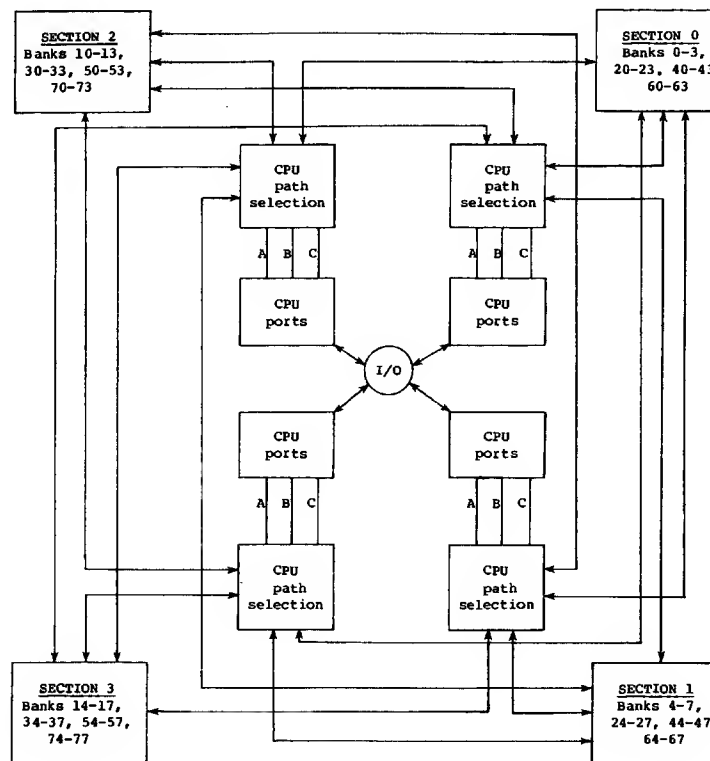 SECTION 2
Banks 10-13,
30-33, 50-53,
70-73
SECTION 0
Banks 0-3,
20-23, 40-43
60-63
CPU
path
selection
CPU
path
selection
A B C
A B C
CPU
ports
CPU
ports
I/O
CPU
ports
CPU
ports
A B C
A B C
CPU
path
selection
CPU
path
selection
SECTION 3
Banks 14-17,
34-37, 54-57,
74-77
SECTION 1
Banks 4-7,
24-27, 44-47
64-67